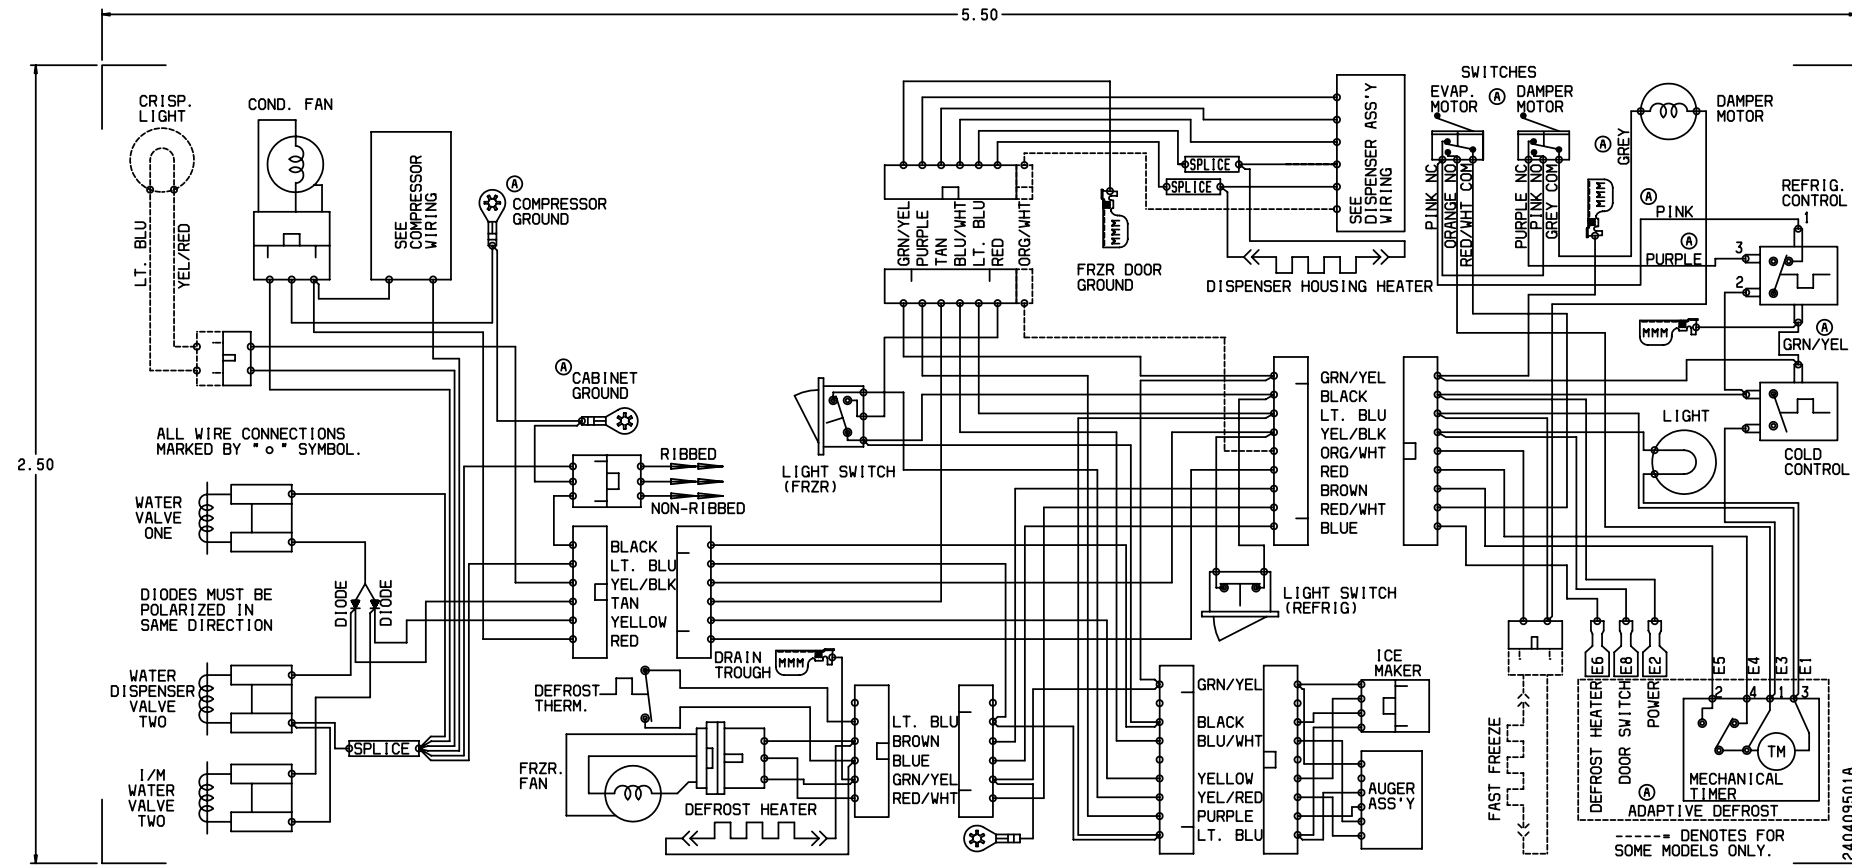 5.50
2.50
CRISP.
LIGHT
COND. FAN
LT. BLU
YEL/RED
SEE
COMPRESSOR
WIRING
A
COMPRESSOR
GROUND
A
CABINET
GROUND
ALL WIRE CONNECTIONS
MARKED BY " o " SYMBOL.
RIBBED
NON-RIBBED
WATER
VALVE
ONE
DIODES MUST BE
POLARIZED IN
SAME DIRECTION
DIODE
DIODE
WATER
DISPENSER
VALVE
TWO
I/M
WATER
VALVE
TWO
SPLICE
BLACK
LT. BLU
YEL/BLK
TAN
YELLOW
RED
DRAIN
TROUGH
MMM
DEFROST
THERM.
FRZR.
FAN
DEFROST HEATER
LT. BLU
BROWN
BLUE
GRN/YEL
RED/WHT
GRN/YEL
PURPLE
TAN
BLU/WHT
LT. BLU
RED
ORG/WHT
LIGHT SWITCH
(FRZR)
MMM
FRZR DOOR
GROUND
SPLICE
SPLICE
SEE
DISPENSER ASS'Y
WIRING
DISPENSER HOUSING HEATER
SWITCHES
EVAP.
MOTOR
A
DAMPER
MOTOR
PINK NC
ORANGE NO
RED/WHT COM
PURPLE NC
PINK NO
GREY COM
MMM
A
GREY
DAMPER
MOTOR
A
PINK
A
PURPLE
REFRIG.
CONTROL
1
3
2
MMM
A
GRN/YEL
COLD
CONTROL
LIGHT
GRN/YEL
BLACK
LT. BLU
YEL/BLK
ORG/WHT
RED
BROWN
RED/WHT
BLUE
LIGHT SWITCH
(REFRIG)
GRN/YEL
BLACK
BLU/WHT
YELLOW
YEL/RED
PURPLE
LT. BLU
ICE
MAKER
AUGER
ASS'Y
FAST FREEZE
E6
E8
E2
E5
E4
E3
E1
DEFROST HEATER
DOOR SWITCH
POWER
2
4
1
3
TM
MECHANICAL
TIMER
A
ADAPTIVE DEFROST
-----= DENOTES FOR
SOME MODELS ONLY.
240409501A